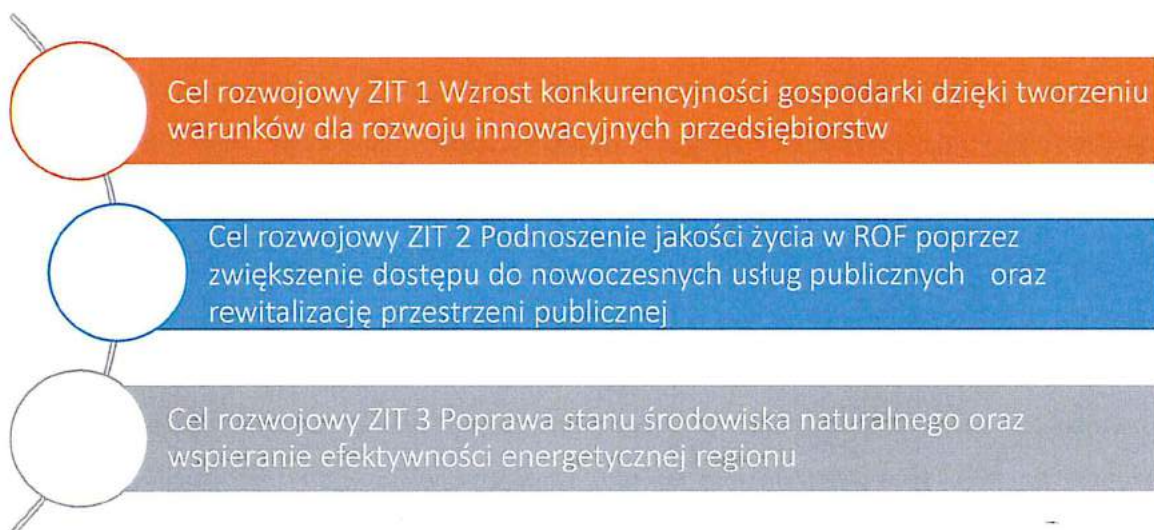 Cel rozwojowy ZIT 1 Wzrost konkurencyjności gospodarki dzięki tworzeniu
warunków dla rozwoju innowacyjnych przedsiębiorstw
Cel rozwojowy ZIT 2 Podnoszenie jakości życia w ROF poprzez
zwiększenie dostępu do nowoczesnych usług publicznych oraz
rewitalizację przestrzeni publicznej
Cel rozwojowy ZIT 3 Poprawa stanu środowiska naturalnego oraz
wspieranie efektywności energetycznej regionu